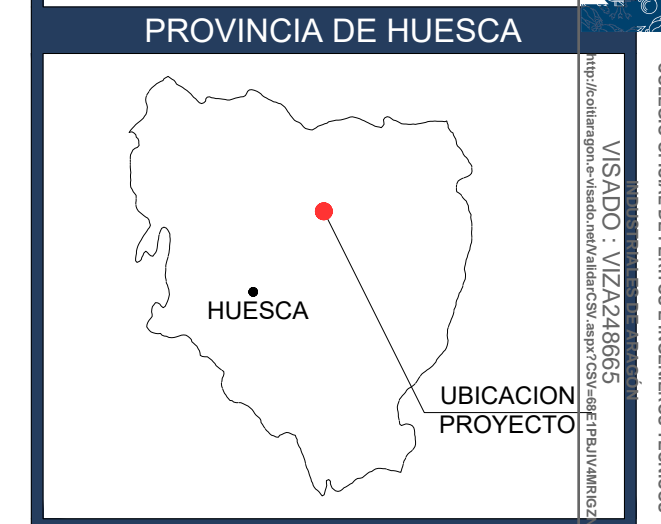 PROVINCIA DE HUESCA
HUESCA
UBICACION
PROYECTO
http://coitiaragon.e-visado.net/ValidarCSV.aspx?CSV=68E1PBJIV4MRIGZ
VISADO : VIZA248665
INDUSTRIALES DE ARAGÓN